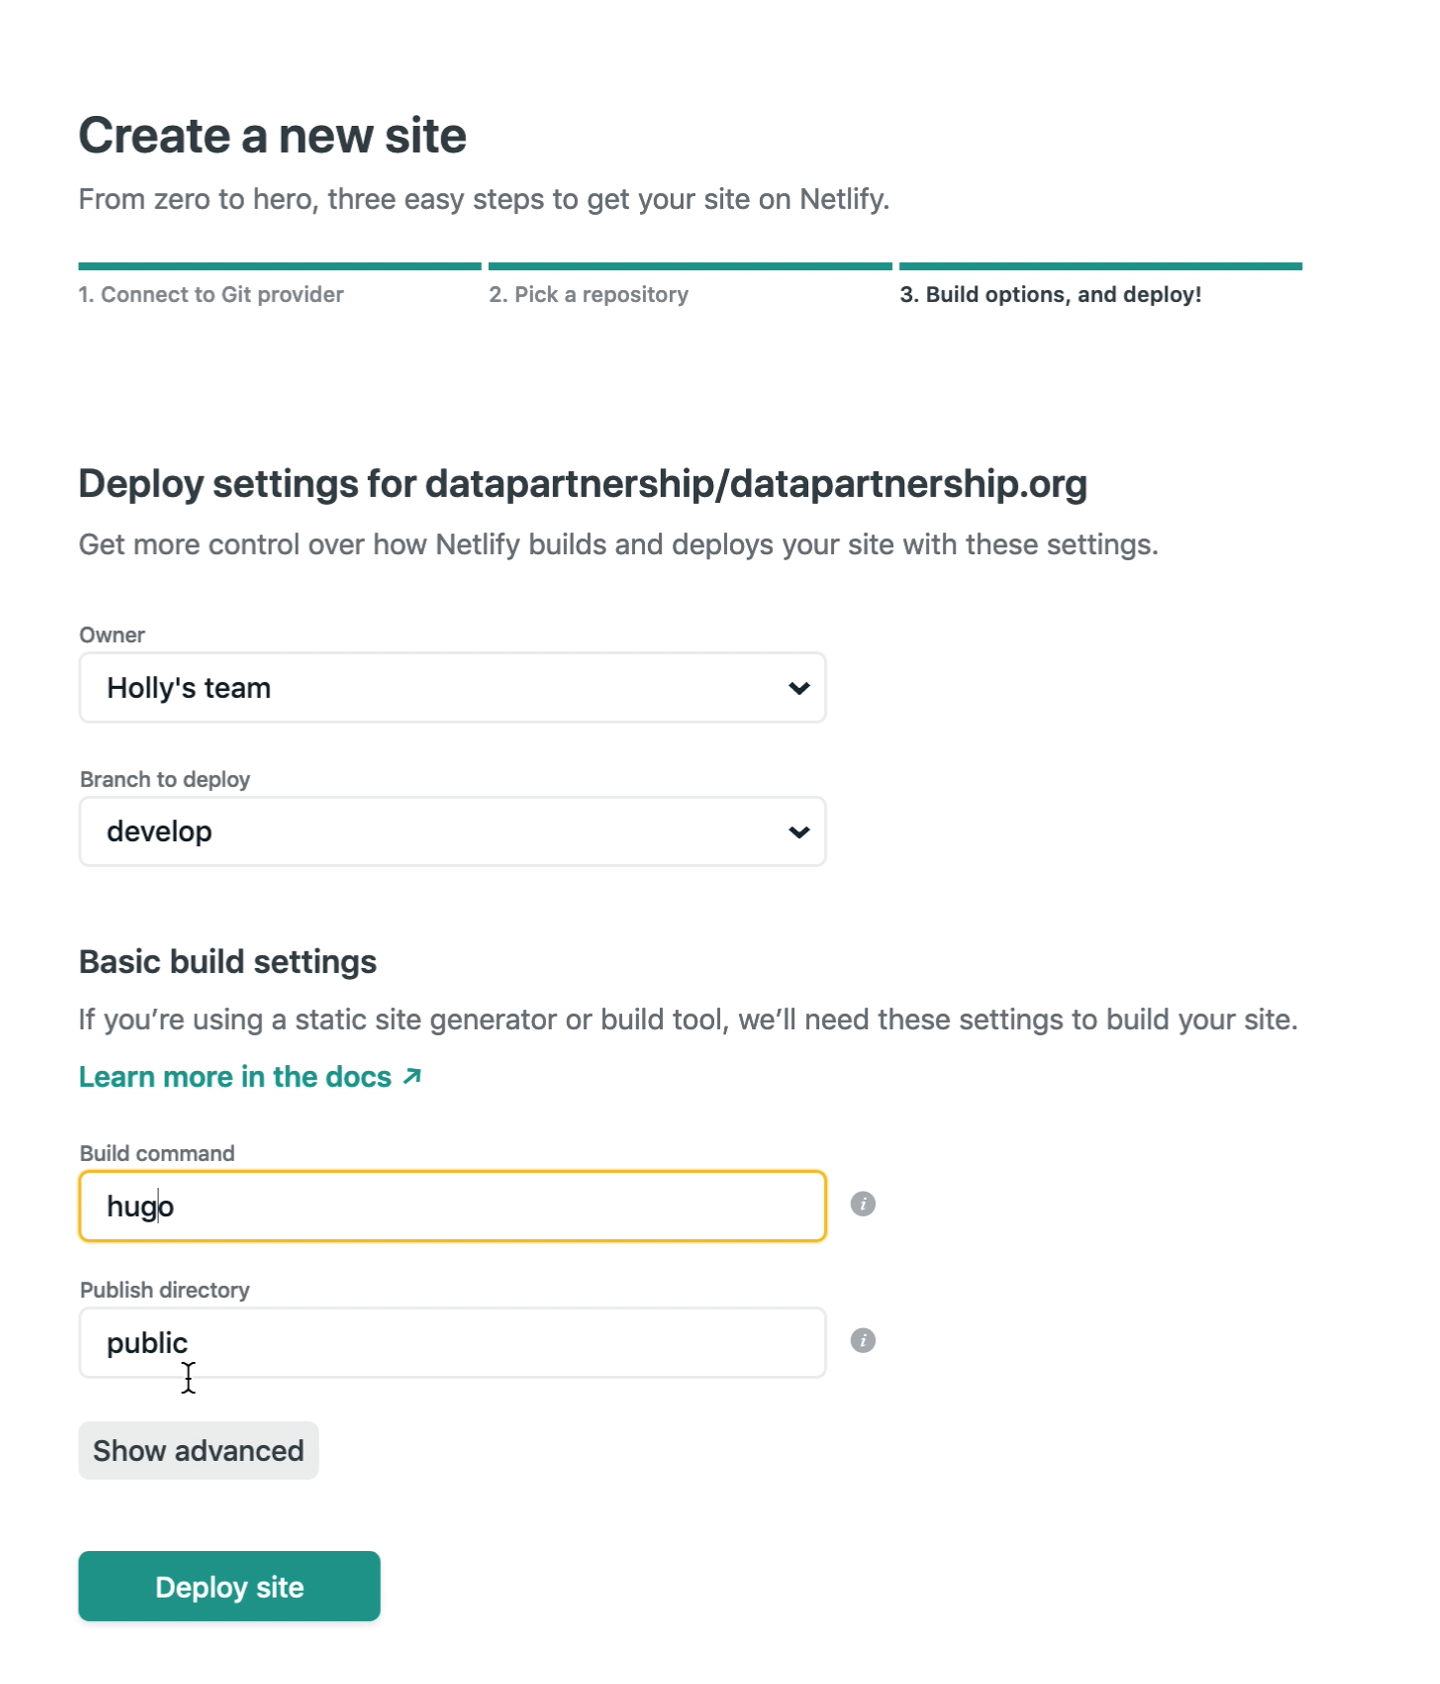 Create a new site
From zero to hero, three easy steps to get your site on Netlify.
1. Connect to Git provider
2. Pick a repository
3. Build options, and deploy!
Deploy settings for datapartnership/datapartnership.org
Get more control over how Netlify builds and deploys your site with these settings.
Owner
Holly's team
Branch to deploy
develop
Basic build settings
If you’re using a static site generator or build tool, we’ll need these settings to build your site.
Learn more in the docs ↗
Build command
hugo
i
Publish directory
public
i
Show advanced
Deploy site